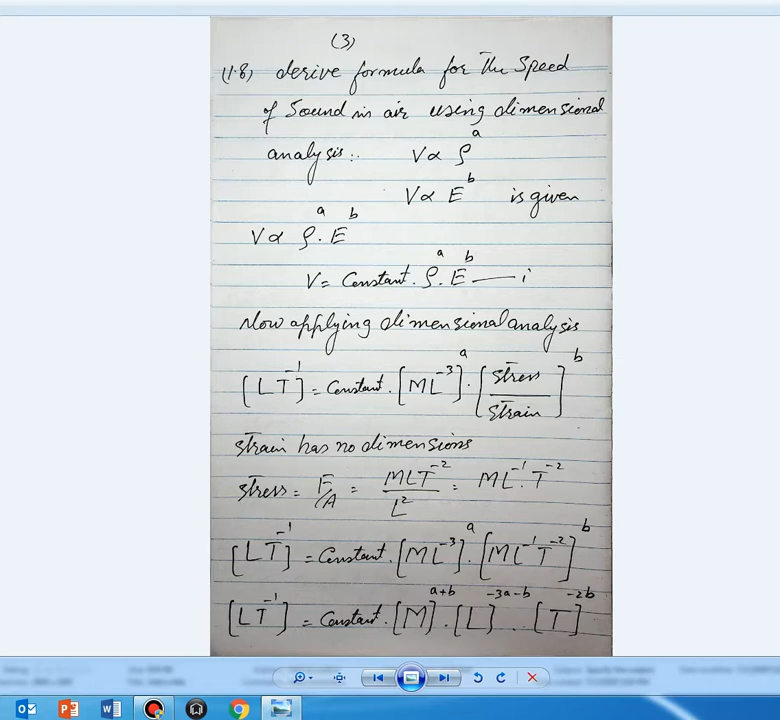 (3)
(1.8) derive formula for The Speed
of Sound in air using dimensional
analysis:. V∝ ρ^a
V∝ E^b is given
V∝ ρ^a. E^b
V= Constant. ρ^a. E^b — i
Now applying dimensional analysis
[LT^-1] = Constant. [ML^-3]^a. [Stress/Strain]^b
Strain has no dimensions
Stress = F/A = MLT^-2/L^2 = ML^-1. T^-2
[LT^-1] = Constant. [ML^-3]^a. [ML^-1T^-2]^b
[LT^-1] = Constant. [M]^a+b. [L]^-3a-b.. [T]^-2b